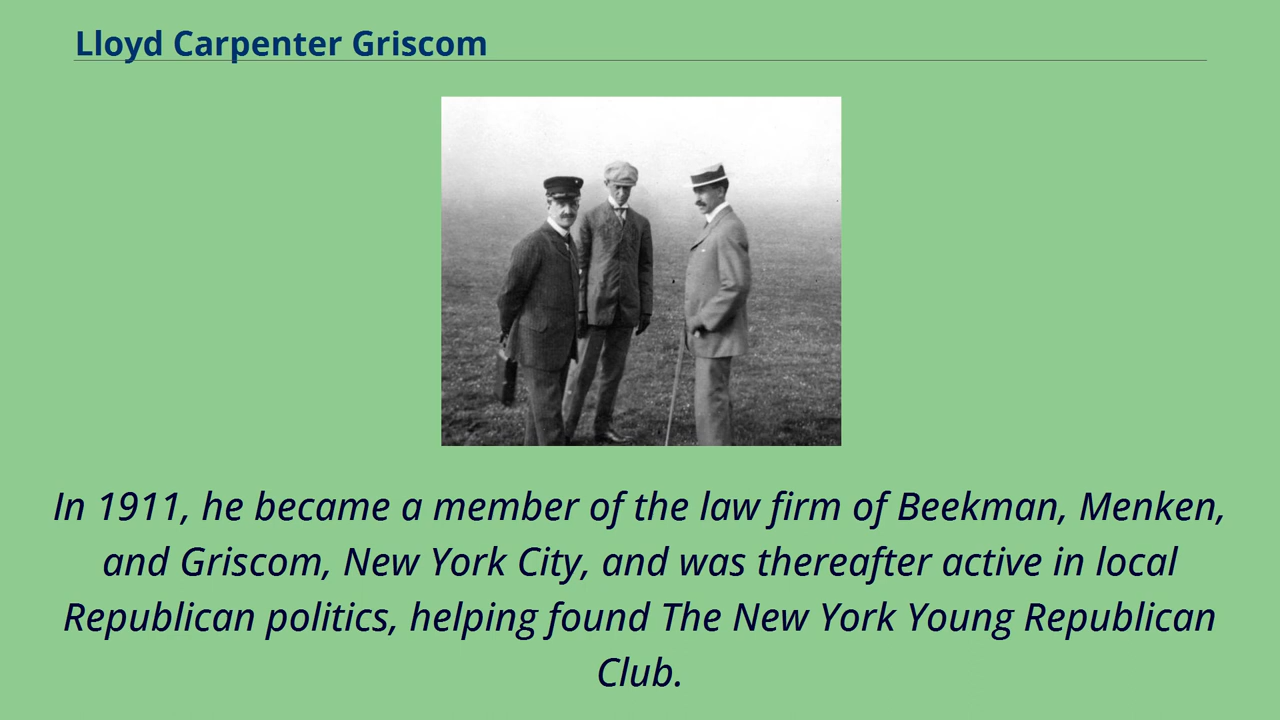 Lloyd Carpenter Griscom
In 1911, he became a member of the law firm of Beekman, Menken,
and Griscom, New York City, and was thereafter active in local
Republican politics, helping found The New York Young Republican
Club.